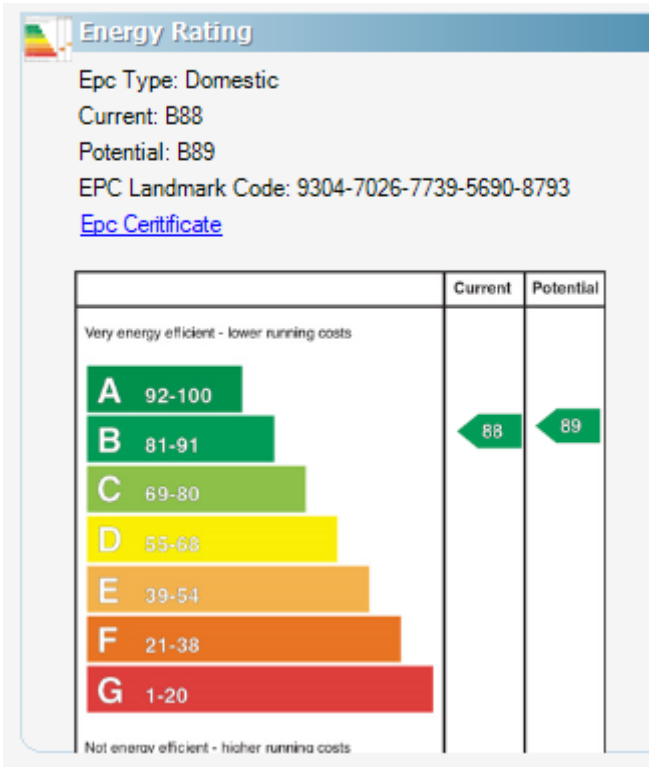 Energy Rating
Epc Type: Domestic
Current: B88
Potential: B89
EPC Landmark Code: 9304-7026-7739-5690-8793
Epc Ceritificate
Current Potential
Very energy efficient - lower running costs
A 92-100
B 81-91 88 89
C 69-80
D 55-68
E 39-54
F 21-38
G 1-20
Not energy efficient - higher running costs